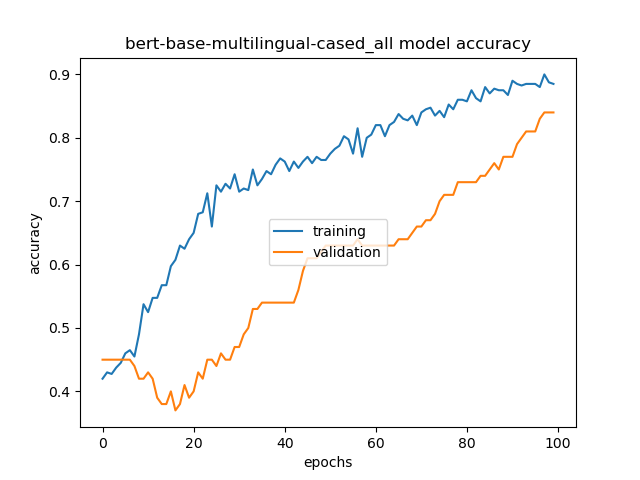 bert-base-multilingual-cased_all model accuracy
0.9
0.8
0.7
0.6
0.5
0.4
accuracy
training
validation
0 20 40 60 80 100
epochs